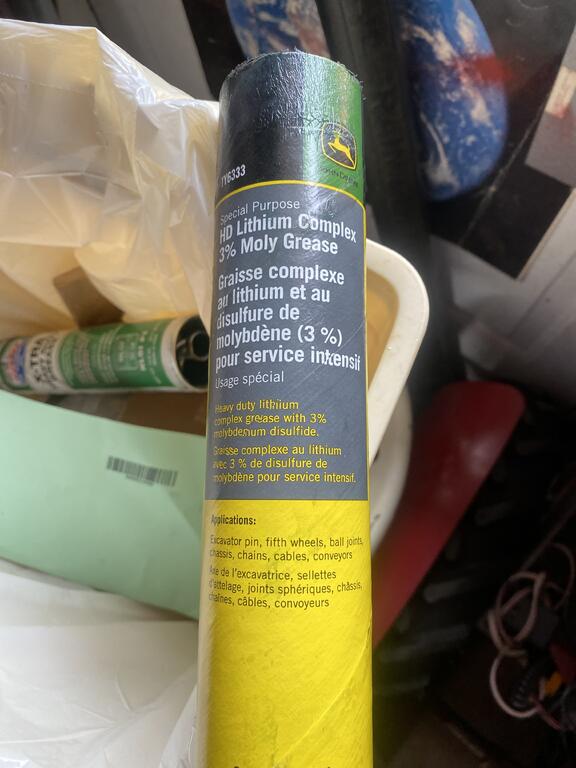 TY6333
JOHN DEERE
Special Purpose
HD Lithium Complex
3% Moly Grease
Graisse complexe
au lithium et au
disulfure de
molybdène (3 %)
pour service intensif
Usage spécial
Heavy duty lithium
complex grease with 3%
molybdenum disulfide.
Graisse complexe au lithium
avec 3 % de disulfure de
molybdène pour service intensif.
Applications:
Excavator pin, fifth wheels, ball joints,
chassis, chains, cables, conveyors
Axe de l'excavatrice, sellettes
d'attelage, joints sphériques, châssis,
chaînes, câbles, convoyeurs